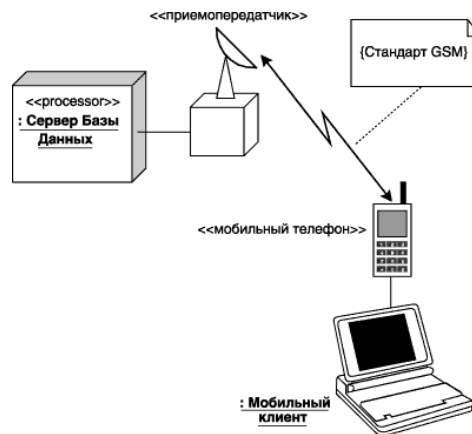 <<приемопередатчик>>
{Стандарт GSM}
<<processor>>
: Сервер Базы
Данных
<<мобильный телефон>>
: Мобильный
клиент